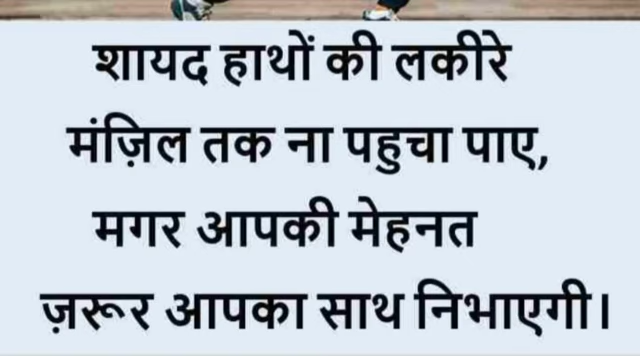 शायद हाथों की लकीरे
मंज़िल तक ना पहुचा पाए,
मगर आपकी मेहनत
ज़रूर आपका साथ निभाएगी।